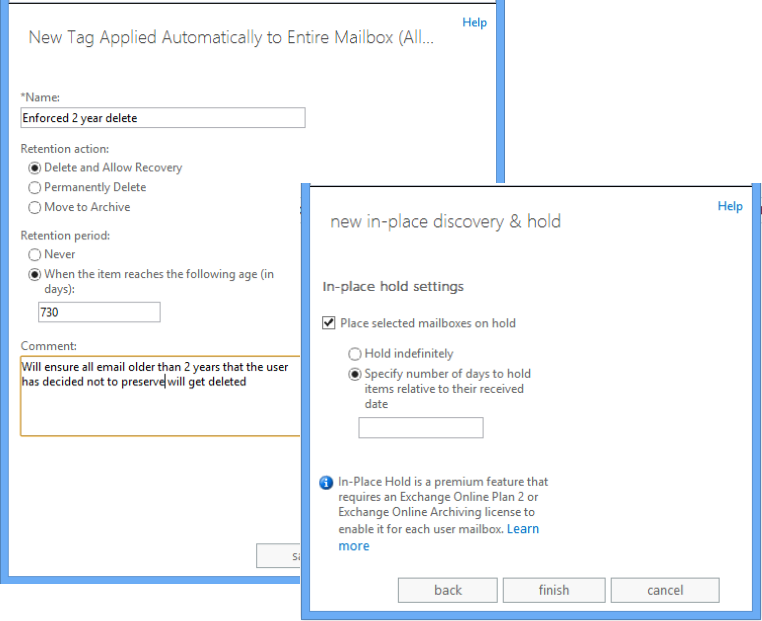 Help
New Tag Applied Automatically to Entire Mailbox (All...
*Name:
Enforced 2 year delete
Retention action:
Delete and Allow Recovery
Permanently Delete
Move to Archive
Retention period:
Never
When the item reaches the following age (in
days):
730
Comment:
Will ensure all email older than 2 years that the user
has decided not to preserve will get deleted
Help
new in-place discovery & hold
In-place hold settings
Place selected mailboxes on hold
Hold indefinitely
Specify number of days to hold
items relative to their received
date
In-Place Hold is a premium feature that
requires an Exchange Online Plan 2 or
Exchange Online Archiving license to
enable it for each user mailbox. Learn
more
back
finish
cancel